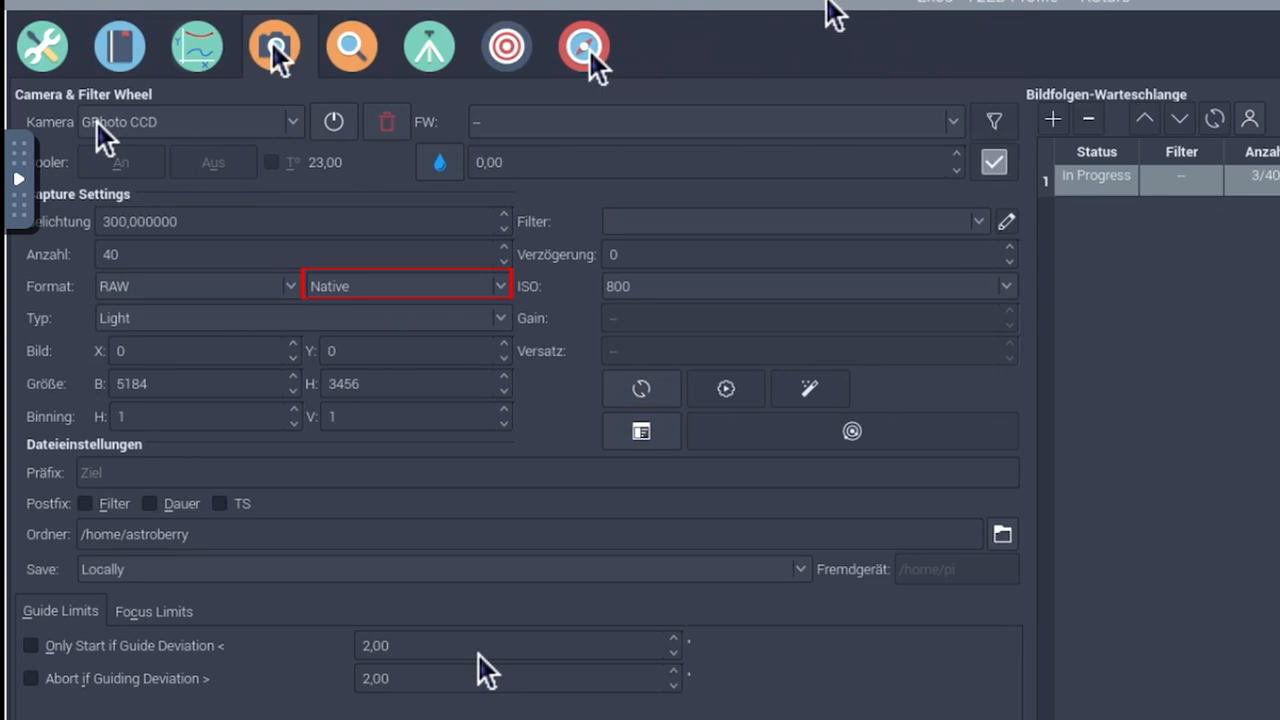 Camera & Filter Wheel
Kamera GPhoto CCD FW: --
ooler: An Aus T° 23,00 0,00
apture Settings
elichtung 300,000000 Filter:
Anzahl: 40 Verzögerung: 0
Format: RAW Native ISO: 800
Typ: Light Gain: --
Bild: X: 0 Y: 0 Versatz: --
Größe: B: 5184 H: 3456
Binning: H: 1 V: 1
Dateieinstellungen
Präfix: Ziel
Postfix: Filter Dauer TS
Ordner: /home/astroberry
Save: Locally Fremdgerät: /home/pi
Guide Limits Focus Limits
Only Start if Guide Deviation < 2,00 "
Abort if Guiding Deviation > 2,00 "
Bildfolgen-Warteschlange
Status Filter Anzah
1 In Progress -- 3/40